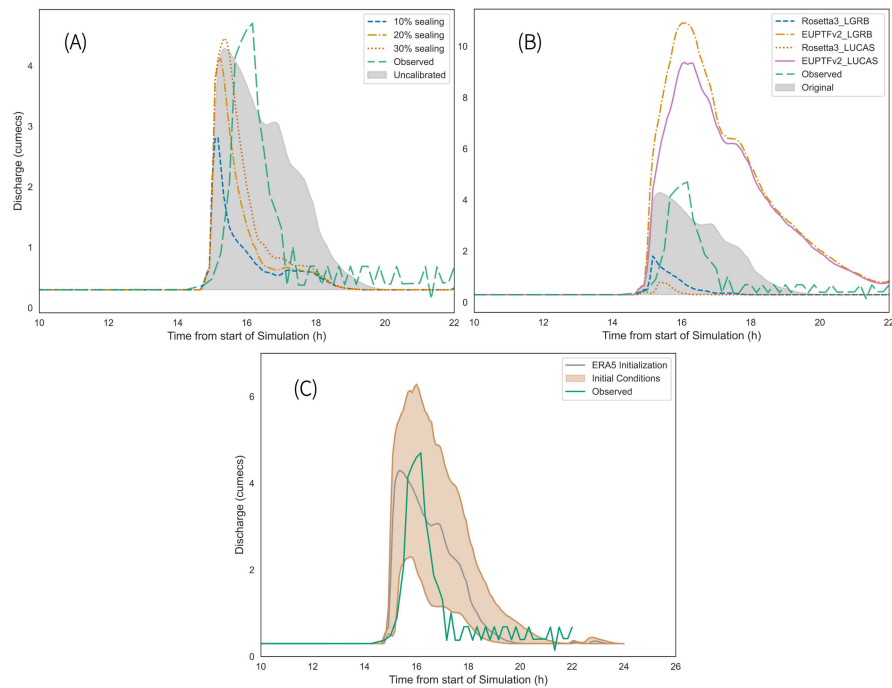 (A)
10% sealing
20% sealing
30% sealing
Observed
Uncalibrated
Discharge (cumecs)
4
3
2
1
0
10 12 14 16 18 20 22
Time from start of Simulation (h)
(B)
Rosetta3_LGRB
EUPTFv2_LGRB
Rosetta3_LUCAS
EUPTFv2_LUCAS
Observed
Original
10
8
6
4
2
0
10 12 14 16 18 20 22
Time from start of Simulation (h)
(C)
ERA5 Initialization
Initial Conditions
Observed
Discharge (cumecs)
6
4
2
0
10 12 14 16 18 20 22 24 26
Time from start of Simulation (h)